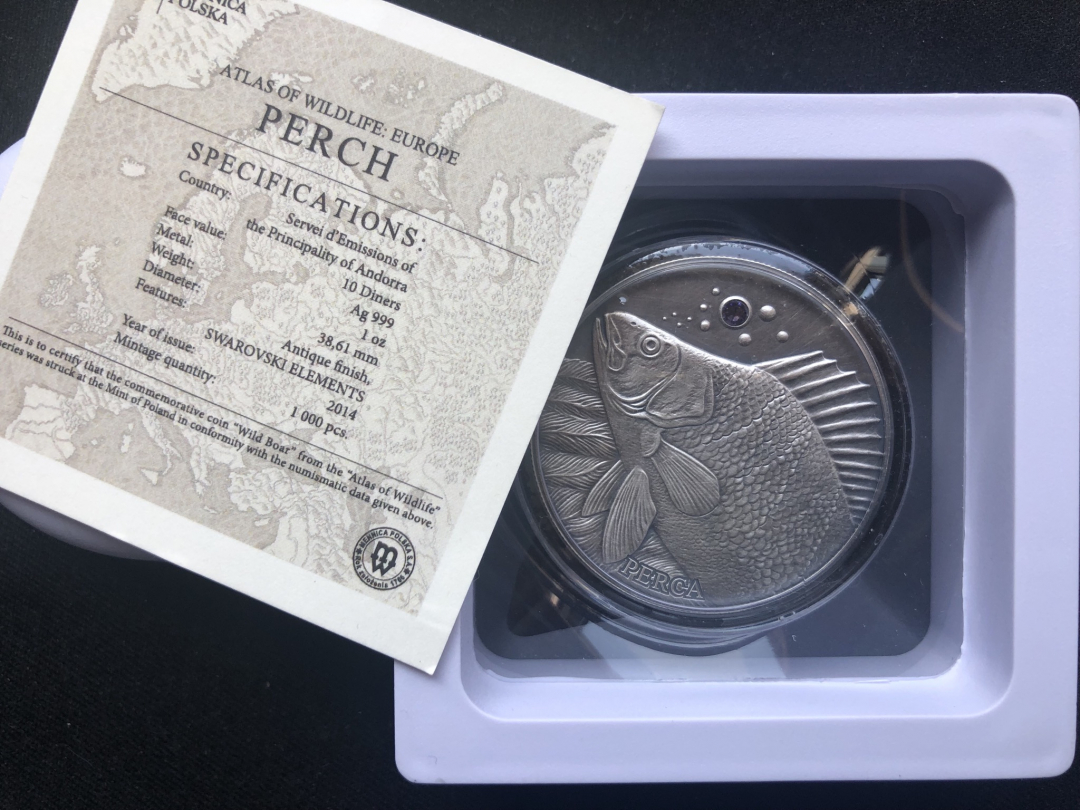 POLSKA
ATLAS OF WILDLIFE: EUROPE
PERCH
SPECIFICATIONS:
Country: Servei d'Emissions of
the Principality of Andorra
Face value: 10 Diners
Metal: Ag 999
Weight: 1 oz
Diameter: 38,61 mm
Features: Antique finish,
SWAROVSKI ELEMENTS
Year of issue: 2014
Mintage quantity: 1 000 pcs.
This is to certify that the commemorative coin "Wild Boar" from the "Atlas of Wildlife"
series was struck at the Mint of Poland in conformity with the numismatic data given above.
MENNICA POLSKA S.A.
Rok założenia 1766
PERCA